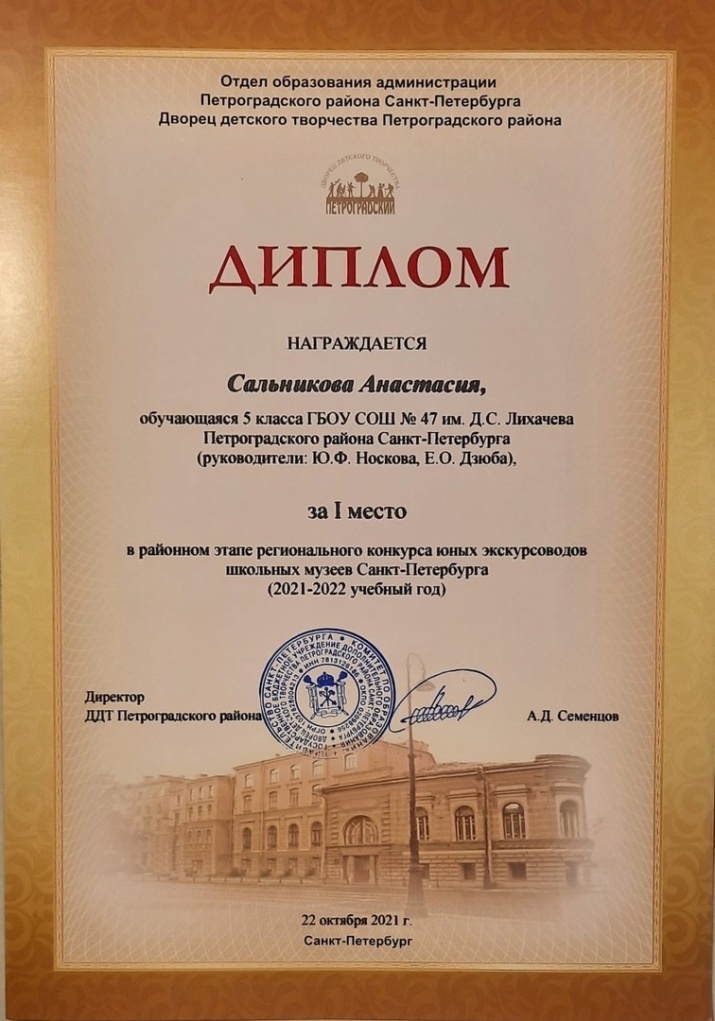 Отдел образования администрации
Петроградского района Санкт-Петербурга
Дворец детского творчества Петроградского района
ДВОРЕЦ ДЕТСКОГО ТВОРЧЕСТВА
ПЕТРОГРАДСКИЙ
ДИПЛОМ
НАГРАЖДАЕТСЯ
Сальникова Анастасия,
обучающаяся 5 класса ГБОУ СОШ № 47 им. Д.С. Лихачева
Петроградского района Санкт-Петербурга
(руководители: Ю.Ф. Носкова, Е.О. Дзюба),
за I место
в районном этапе регионального конкурса юных экскурсоводов
школьных музеев Санкт-Петербурга
(2021-2022 учебный год)
Директор
ДДТ Петроградского района
А.Д. Семенцов
22 октября 2021 г.
Санкт-Петербург